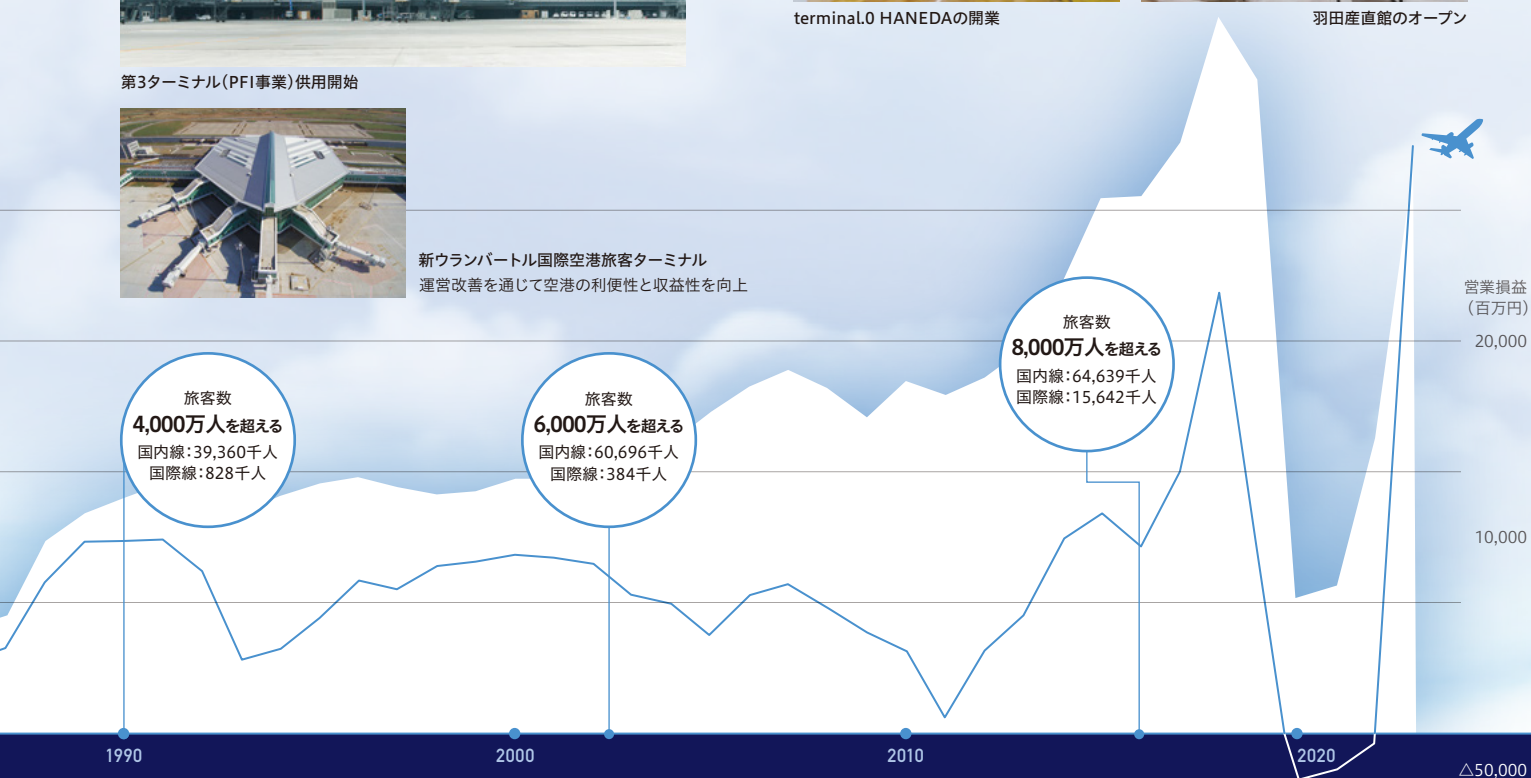 terminal.0 HANEDAの開業
羽田産直館のオープン
第3ターミナル(PFI事業)供用開始
新ウランバートル国際空港旅客ターミナル
運営改善を通じて空港の利便性と収益性を向上
旅客数
4,000万人を超える
国内線:39,360千人
国際線:828千人
旅客数
6,000万人を超える
国内線:60,696千人
国際線:384千人
旅客数
8,000万人を超える
国内線:64,639千人
国際線:15,642千人
営業損益
(百万円)
20,000
10,000
△50,000
1990
2000
2010
2020